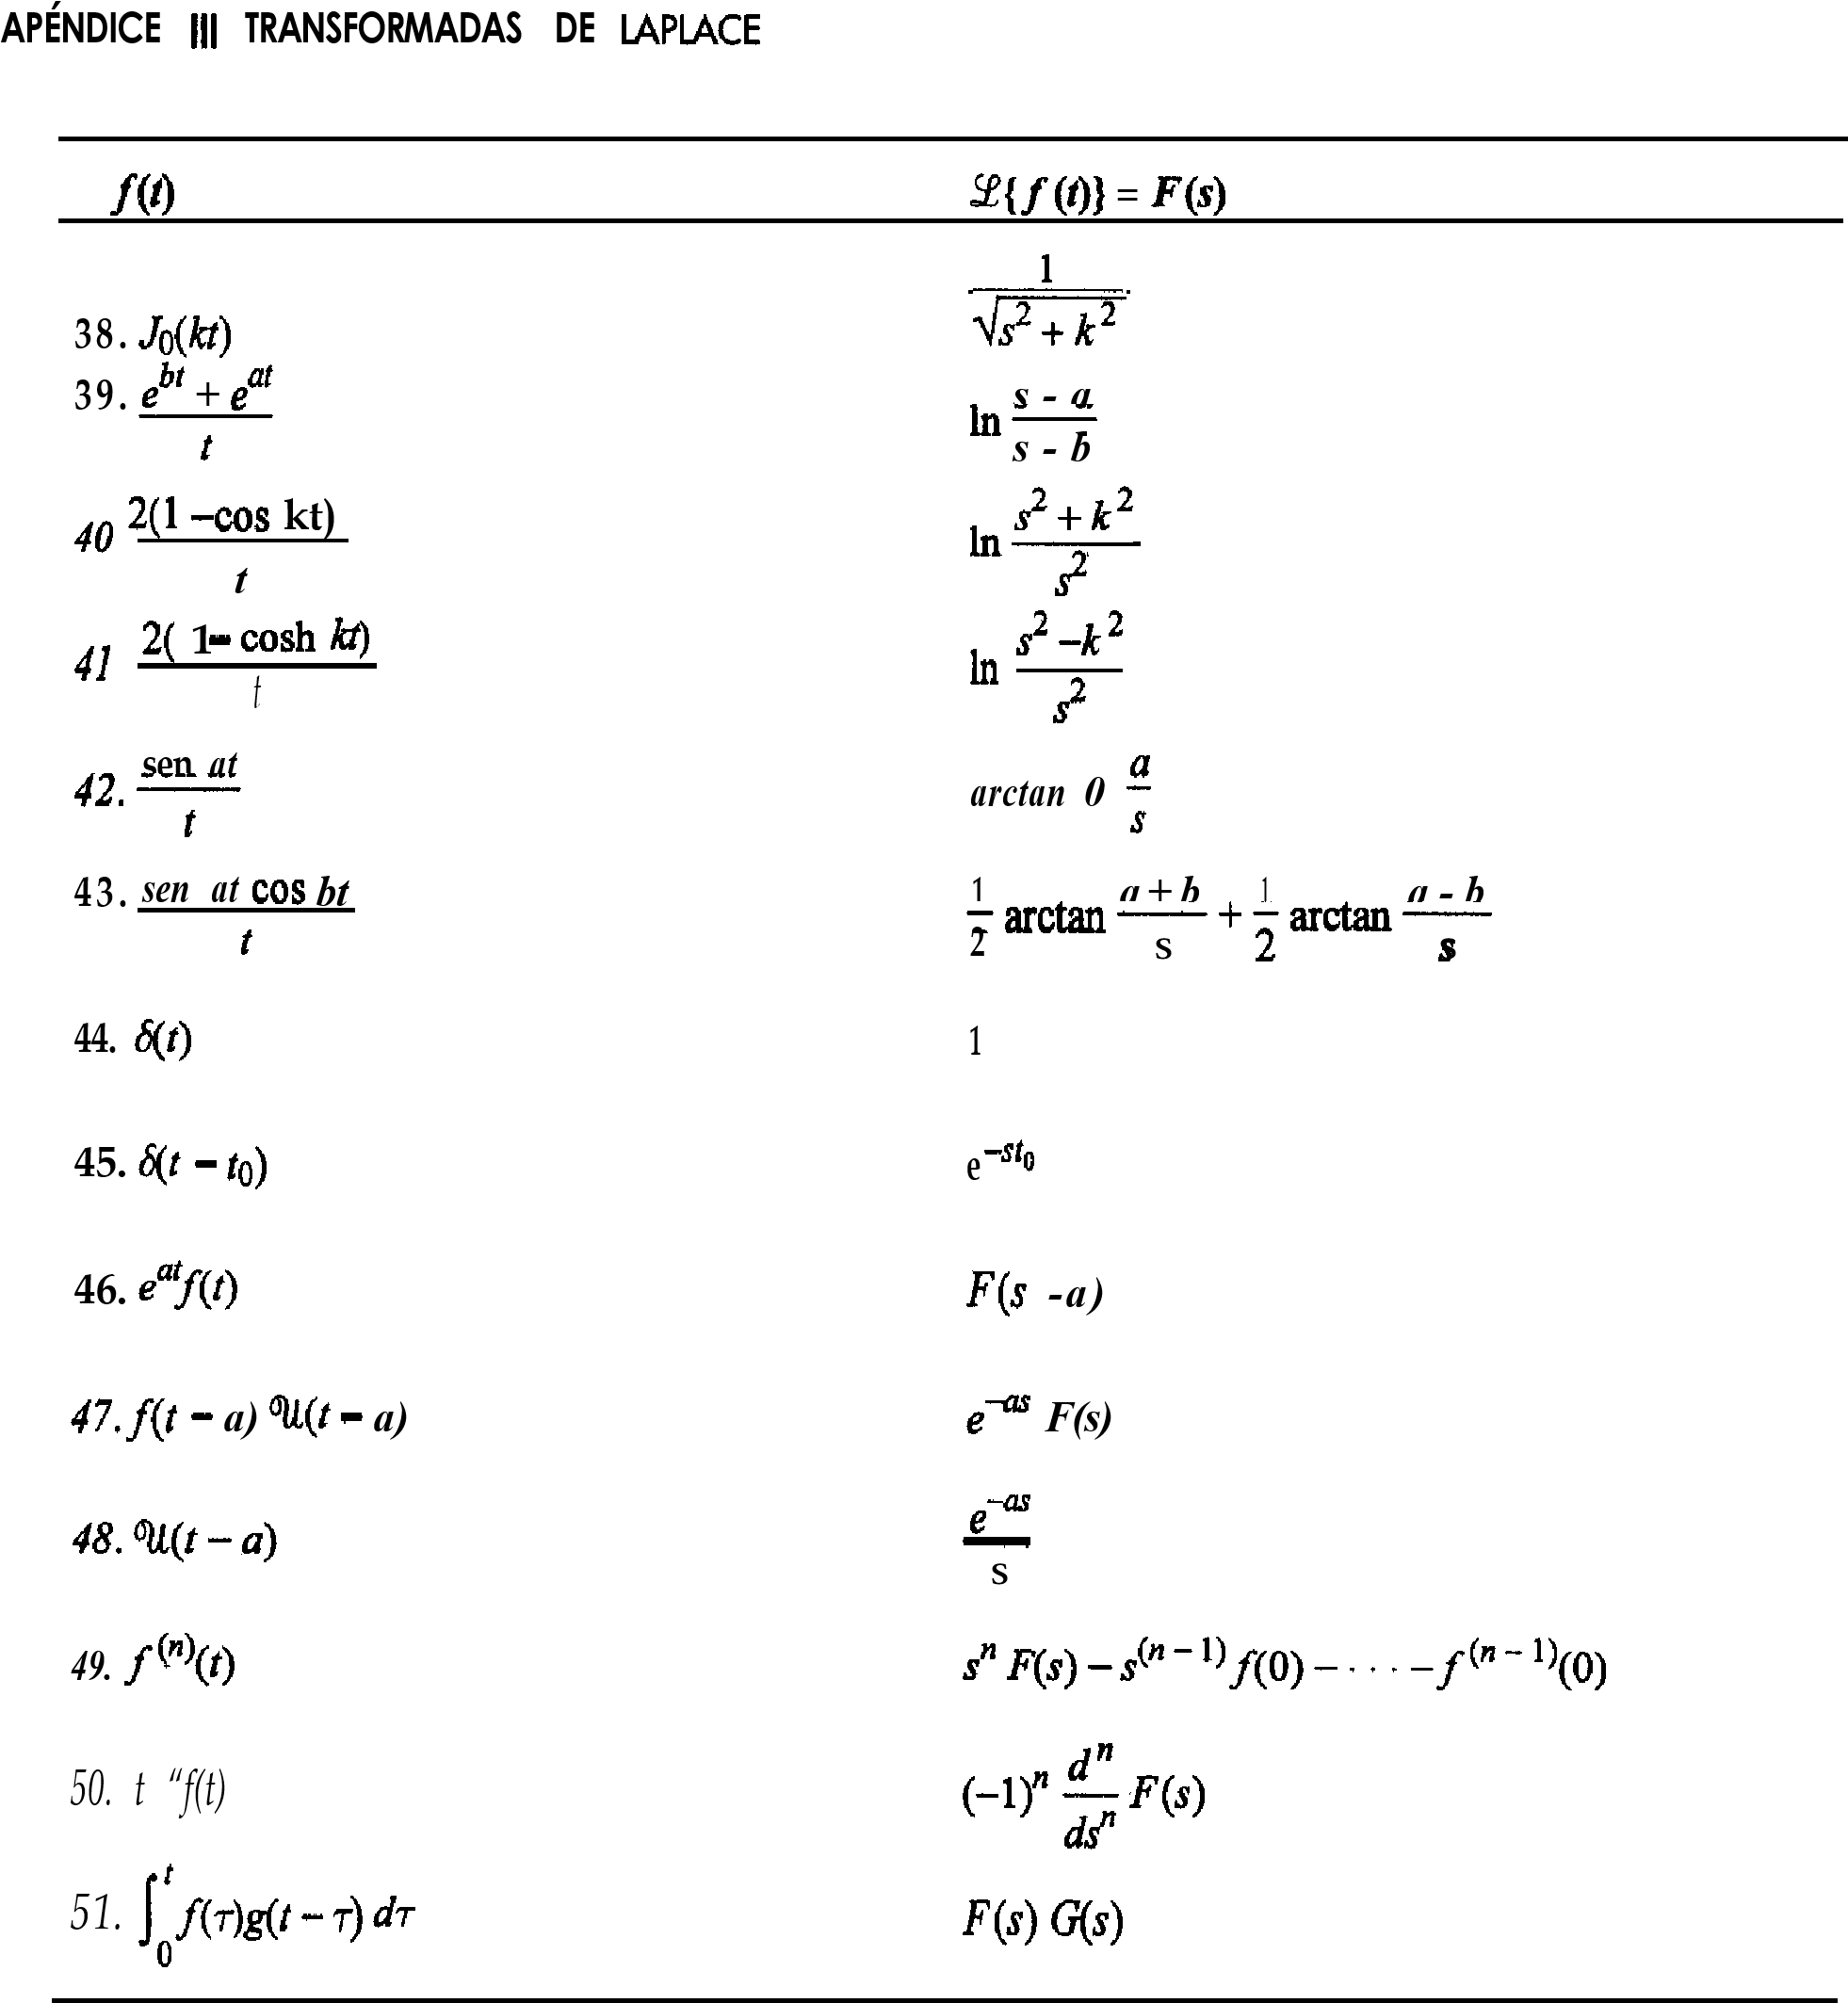 APÉNDICE III TRANSFORMADAS DE LAPLACE
f(t) ℒ{f(t)} = F(s)
38. J₀(kt) 1/√(s² + k²)
39. (e^{bt} + e^{at})/t ln (s - a)/(s - b)
40 2(1 – cos kt)/t ln (s² + k²)/s²
41 2( 1 – cosh kt)/t ln (s² – k²)/s²
42. sen at/t arctan 0 a/s
43. sen at cos bt/t 1/2 arctan (a + b)/s + 1/2 arctan (a - b)/s
44. δ(t) 1
45. δ(t – t₀) e^{–st₀}
46. e^{at}f(t) F(s -a)
47. f(t – a) 𝒰(t – a) e^{–as} F(s)
48. 𝒰(t – a) e^{–as}/s
49. f^{(n)}(t) s^n F(s) – s^{(n – 1)} f(0) – · · · – f^{(n – 1)}(0)
50. t “f(t) (–1)^n d^n/ds^n F(s)
51. ∫₀^t f(τ)g(t – τ) dτ F(s) G(s)